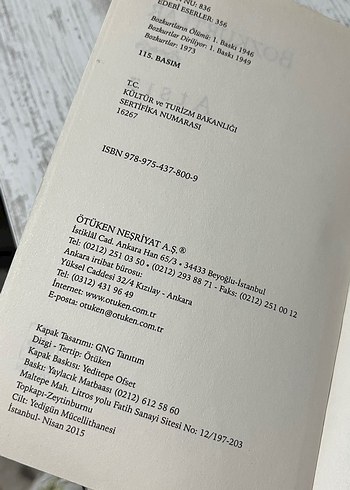 NU: 836
EDEBÎ ESERLER: 356
Bozkurtların Ölümü: 1. Baskı 1946
Bozkurtlar Diriliyor: 1. Baskı 1949
Bozkurtlar: 1973
115. BASIM
T.C.
KÜLTÜR ve TURİZM BAKANLIĞI
SERTİFİKA NUMARASI
16267
ISBN 978-975-437-800-9
ÖTÜKEN NEŞRİYAT A.Ş.®
İstiklâl Cad. Ankara Han 65/3 • 34433 Beyoğlu-İstanbul
Tel: (0212) 251 03 50 • (0212) 293 88 71 - Faks: (0212) 251 00 12
Ankara irtibat bürosu:
Yüksel Caddesi 32/4 Kızılay - Ankara
Tel: (0312) 431 96 49
İnternet: www.otuken.com.tr
E-posta: otuken@otuken.com.tr
Kapak Tasarımı: GNG Tanıtım
Dizgi - Tertip: Ötüken
Kapak Baskısı: Yeditepe Ofset
Baskı: Yaylacık Matbaası (0212) 612 58 60
Maltepe Mah. Litros yolu Fatih Sanayi Sitesi No: 12/197-203
Topkapı-Zeytinburnu
Cilt: Yedigün Mücellithanesi
İstanbul- Nisan 2015